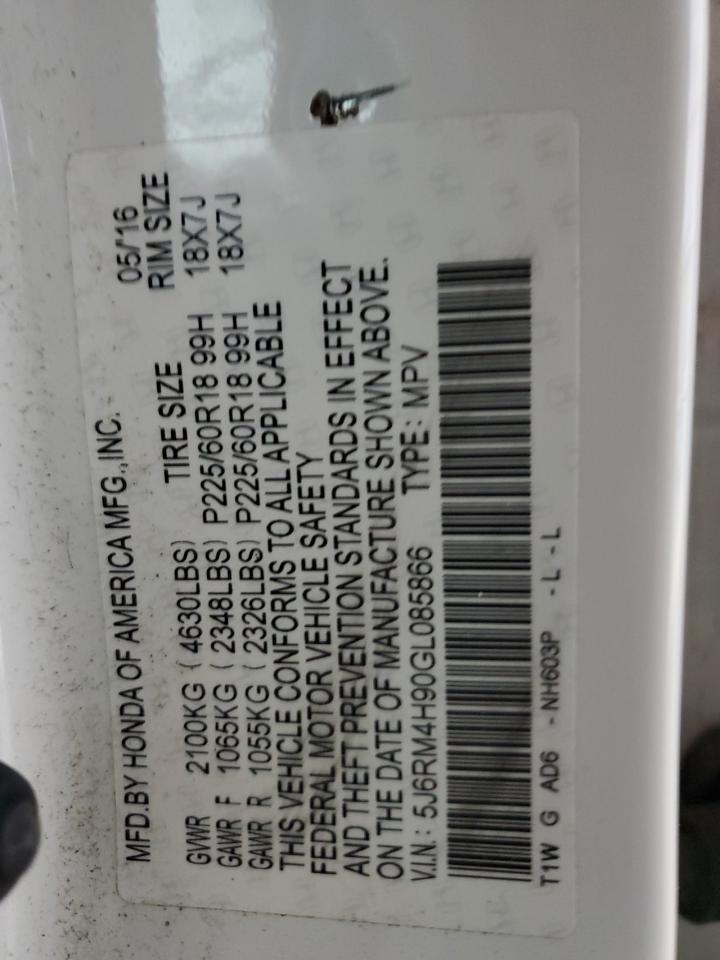 MFD. BY HONDA OF AMERICA MFG., INC. 05/'16
TIRE SIZE RIM SIZE
GVWR 2100KG ( 4630LBS) P225/60R18 99H 18X7J
GAWR F 1065KG ( 2348LBS) P225/60R18 99H 18X7J
GAWR R 1055KG ( 2326LBS)
THIS VEHICLE CONFORMS TO ALL APPLICABLE
FEDERAL MOTOR VEHICLE SAFETY
AND THEFT PREVENTION STANDARDS IN EFFECT
ON THE DATE OF MANUFACTURE SHOWN ABOVE.
V.I.N.: 5J6RM4H90GL085866 TYPE: MPV
T1W G AD6 - NH603P - L - L